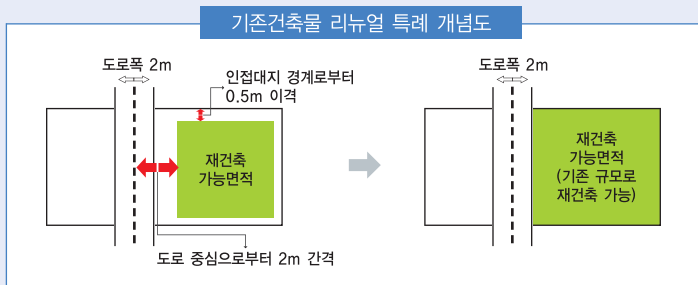 기존건축물 리뉴얼 특례 개념도
도로폭 2m
인접대지 경계로부터
0.5m 이격
재건축
가능면적
도로 중심으로부터 2m 간격
도로폭 2m
재건축
가능면적
(기존 규모로
재건축 가능)